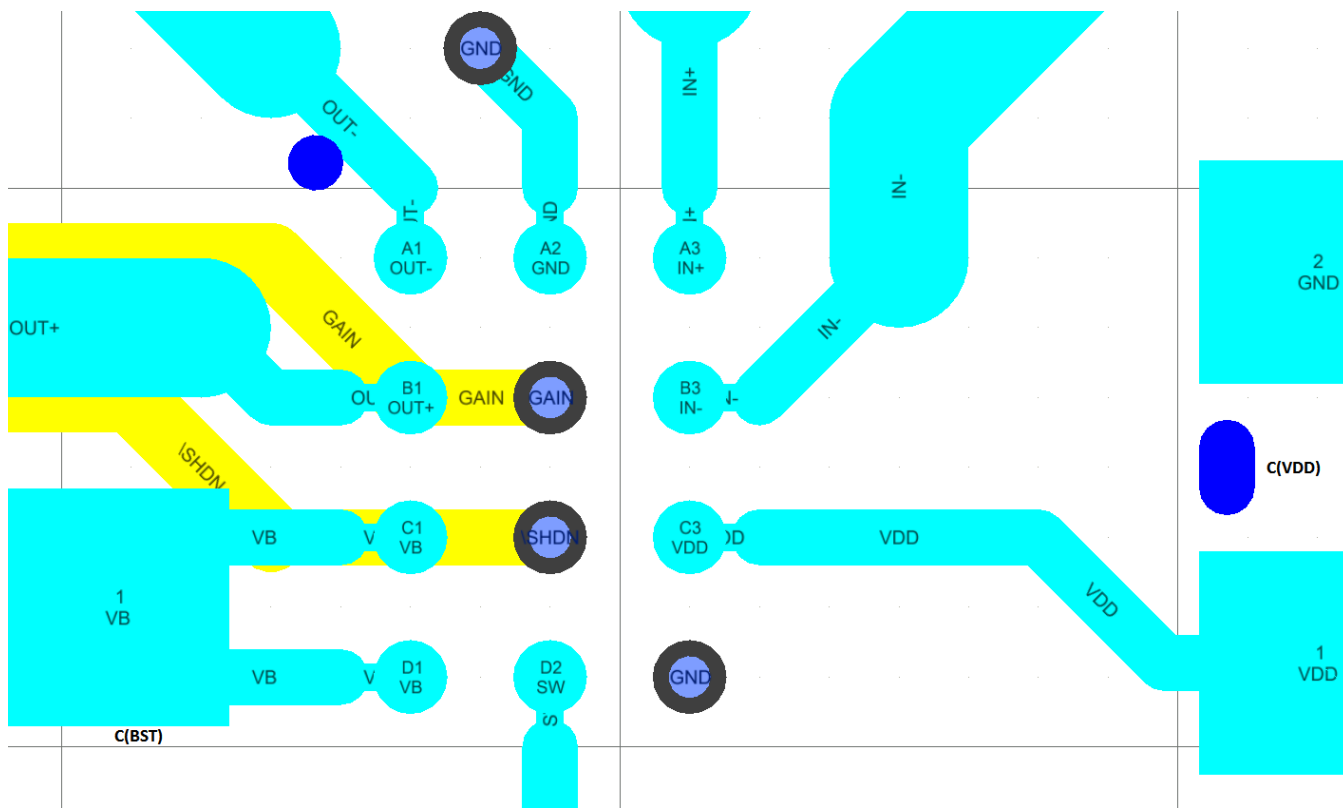 GND
GND
IN+
OUT-
IN-
UT-
ND
I+
A1
OUT-
A2
GND
A3
IN+
2
GND
OUT+
GAIN
IN-
OU
B1
OUT+
GAIN
GAIN
B3
IN-
N-
\SHDN
C(VDD)
VB
V
C1
VB
\SHDN
C3
VDD
DD
VDD
1
VB
VDD
VB
V
D1
VB
D2
SW
GND
1
VDD
S
C(BST)